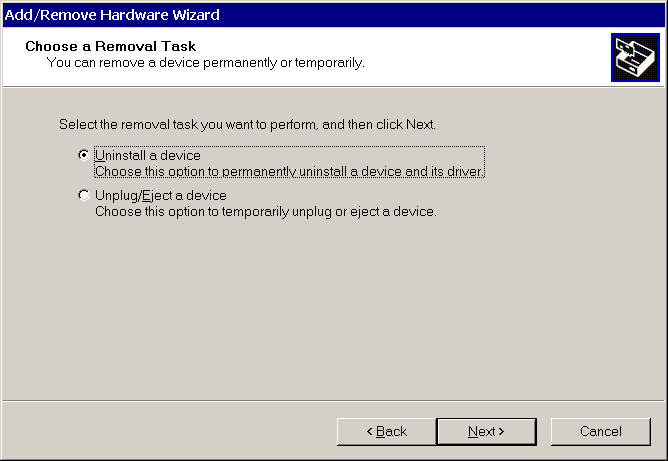 Add/Remove Hardware Wizard
Choose a Removal Task
You can remove a device permanently or temporarily.
Select the removal task you want to perform, and then click Next.
Uninstall a device
Choose this option to permanently uninstall a device and its driver.
Unplug/Eject a device
Choose this option to temporarily unplug or eject a device.
< Back
Next >
Cancel